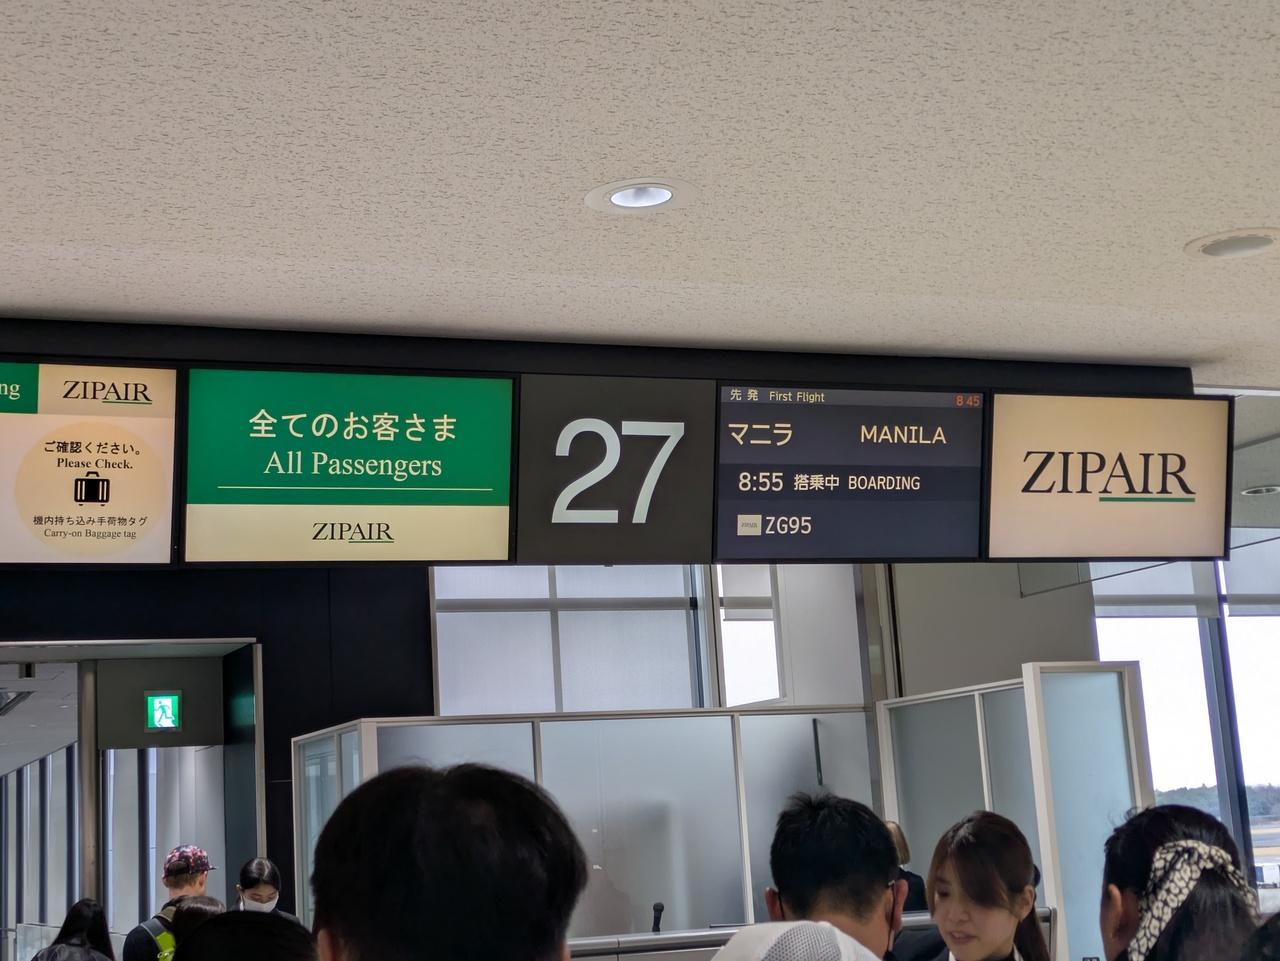 ng
ZIPAIR
ご確認ください。
Please Check.
機内持ち込み手荷物タグ
Carry-on Baggage tag
全てのお客さま
All Passengers
ZIPAIR
27
先発 First Flight 8 45
マニラ MANILA
8:55 搭乗中 BOARDING
ZIPAIR ZG95
ZIPAIR